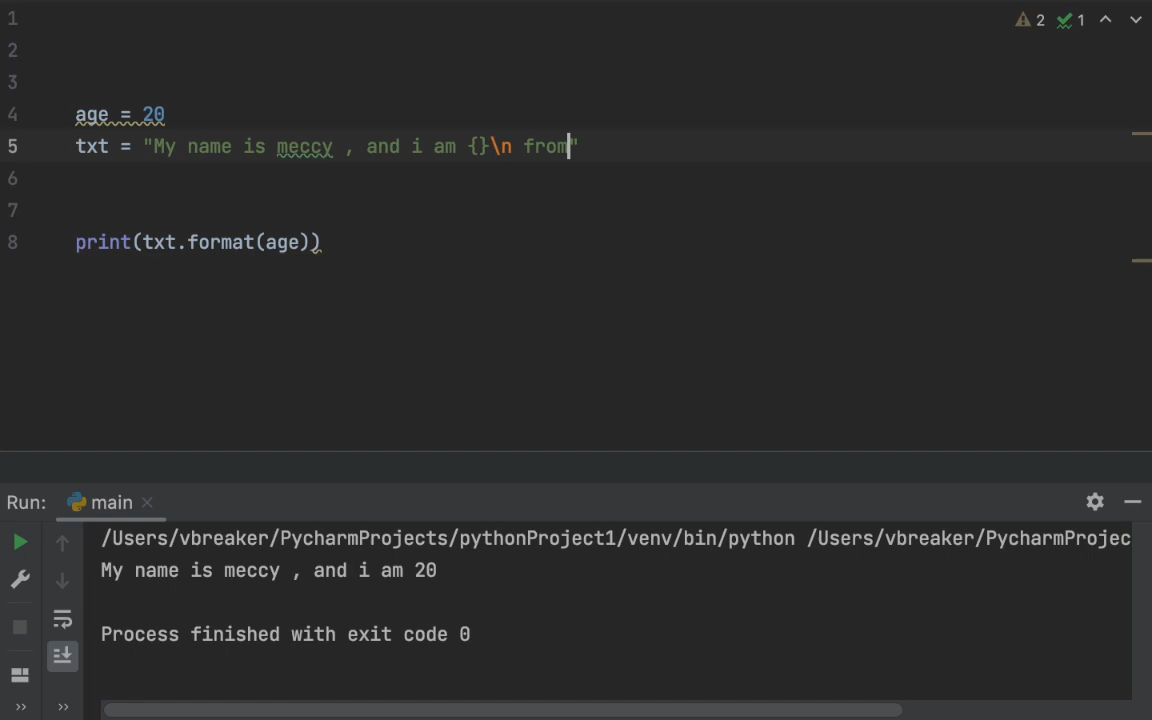 1
2 1
2
3
4 age = 20
5 txt = "My name is meccy , and i am {}\n from"
6
7
8 print(txt.format(age))
Run: main
/Users/vbreaker/PycharmProjects/pythonProject1/venv/bin/python /Users/vbreaker/PycharmProjec
My name is meccy , and i am 20
Process finished with exit code 0